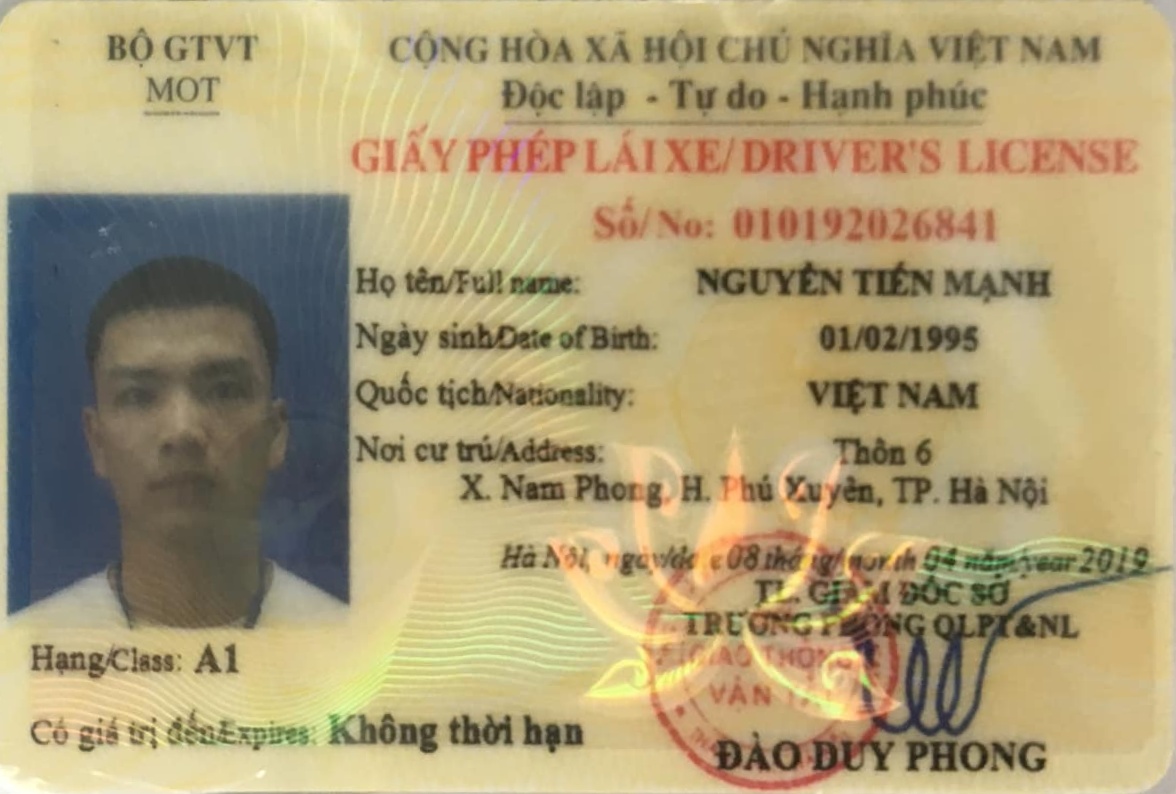 BỘ GTVT
MOT
CỘNG HÒA XÃ HỘI CHỦ NGHĨA VIỆT NAM
Độc lập - Tự do - Hạnh phúc
GIẤY PHÉP LÁI XE/DRIVER'S LICENSE
Số/No: 010192026841
Họ tên/Full name: NGUYỄN TIẾN MẠNH
Ngày sinh/Date of Birth: 01/02/1995
Quốc tịch/Nationality: VIỆT NAM
Nơi cư trú/Address: Thôn 6
X. Nam Phong, H. Phú Xuyên, TP. Hà Nội
Hà Nội, ngày/date 08 tháng/month 04 năm/year 2019
TL. GIÁM ĐỐC SỞ
TRƯỞNG PHÒNG QLPT&NL
GIAO THÔNG
VẬN TẢI
Hạng/Class: A1
Có giá trị đến/Expires: Không thời hạn
ĐÀO DUY PHONG